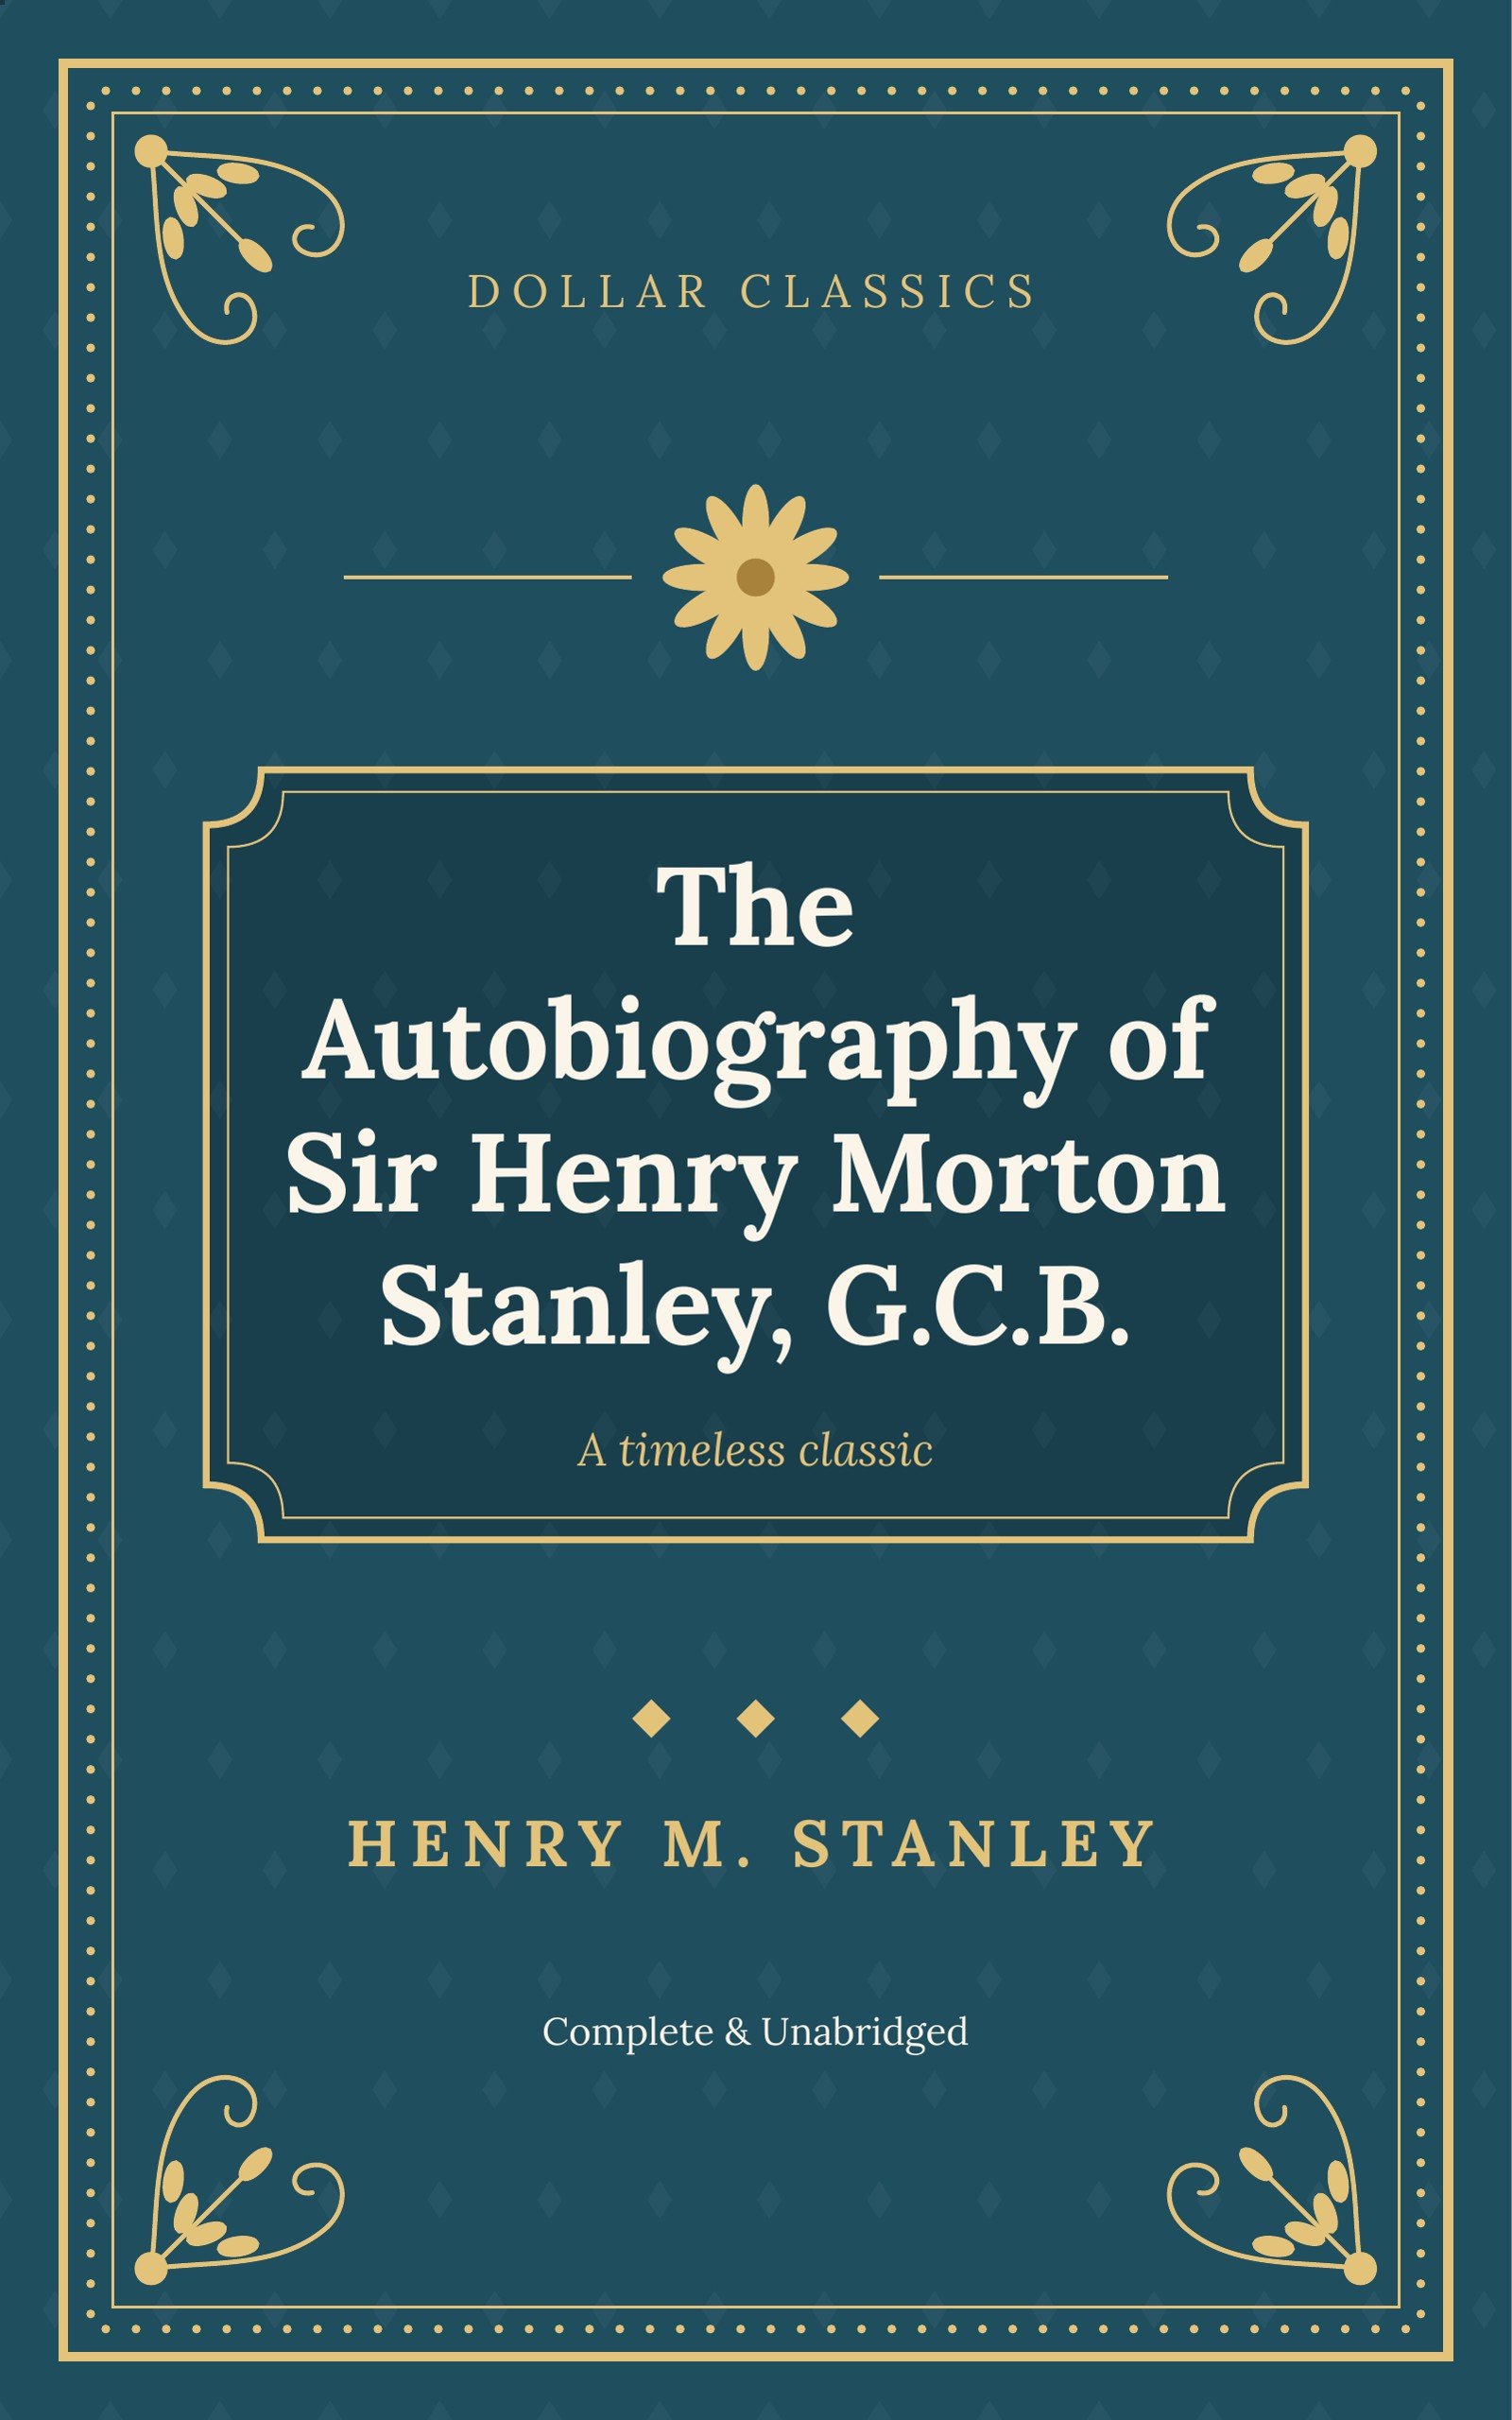 DOLLAR CLASSICS
The
Autobiography of
Sir Henry Morton
Stanley, G.C.B.
A timeless classic
HENRY M. STANLEY
Complete & Unabridged